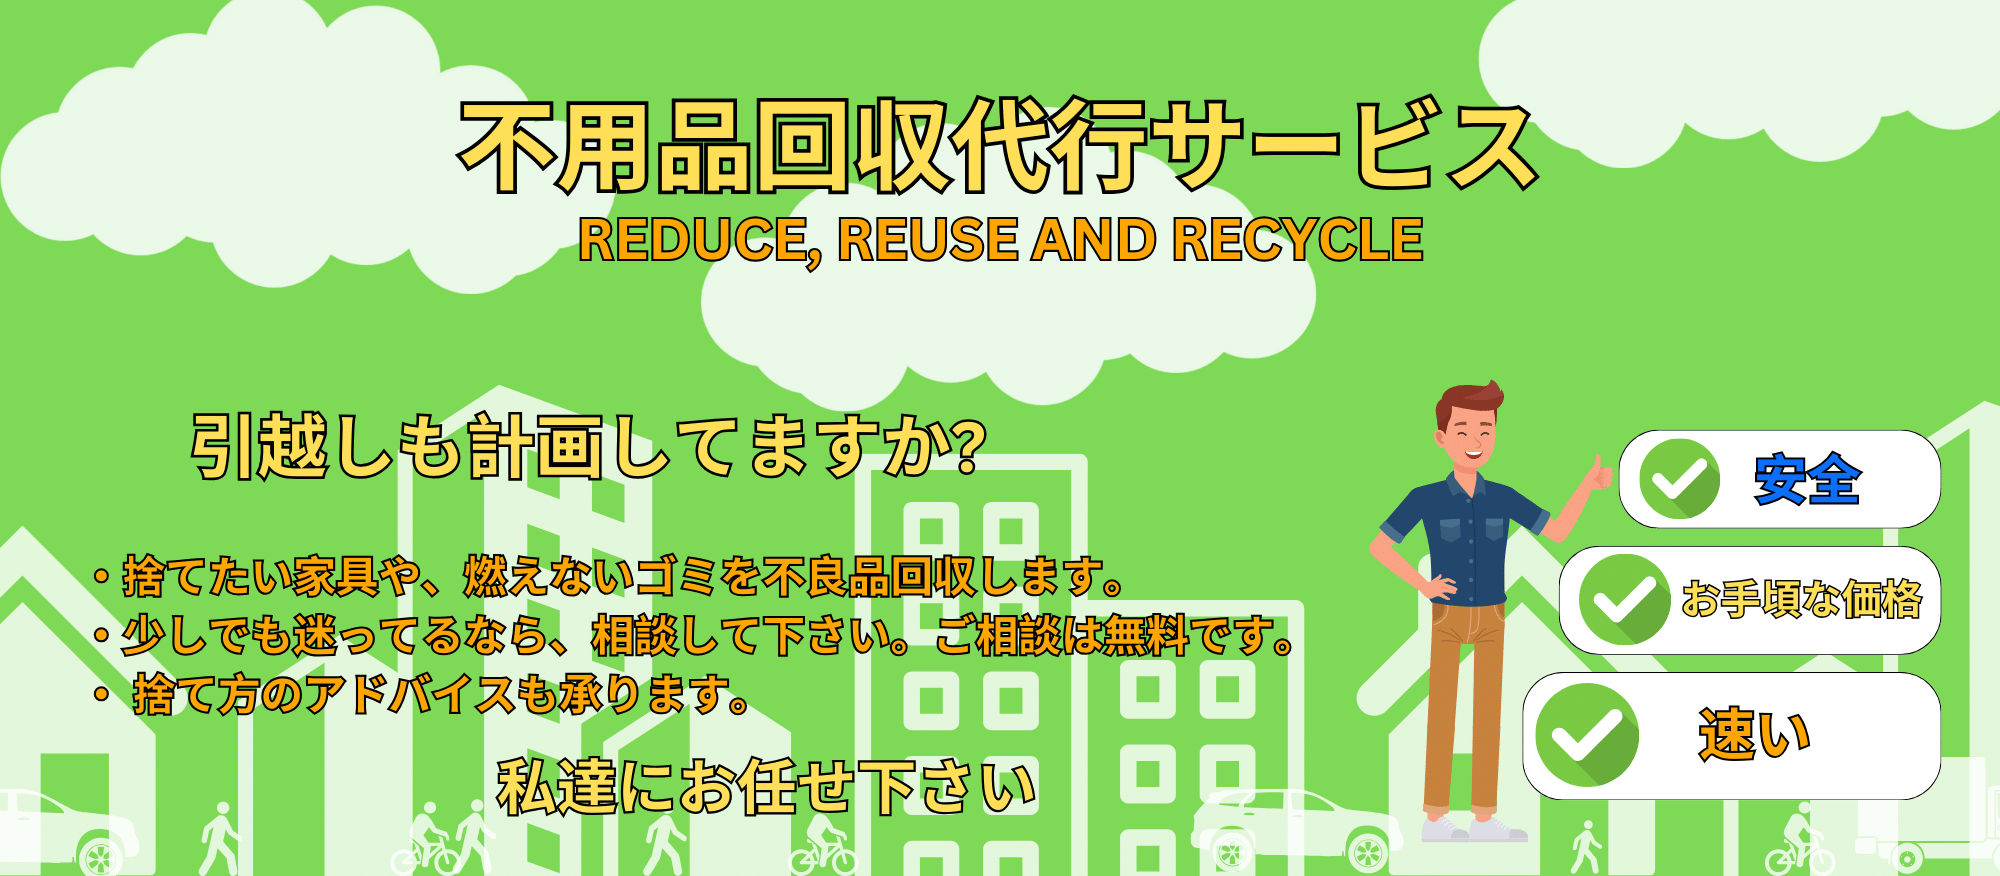 不用品回収代行サービス
REDUCE, REUSE AND RECYCLE
引越しも計画してますか?
・捨てたい家具や、燃えないゴミを不良品回収します。
・少しでも迷ってるなら、相談して下さい。ご相談は無料です。
・ 捨て方のアドバイスも承ります。
私達にお任せ下さい
安全
お手頃な価格
速い